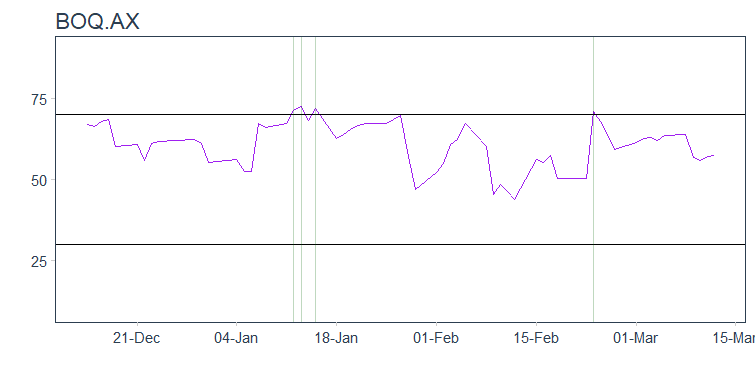 BOQ.AX
75
50
25
21-Dec
04-Jan
18-Jan
01-Feb
15-Feb
01-Mar
15-Mar